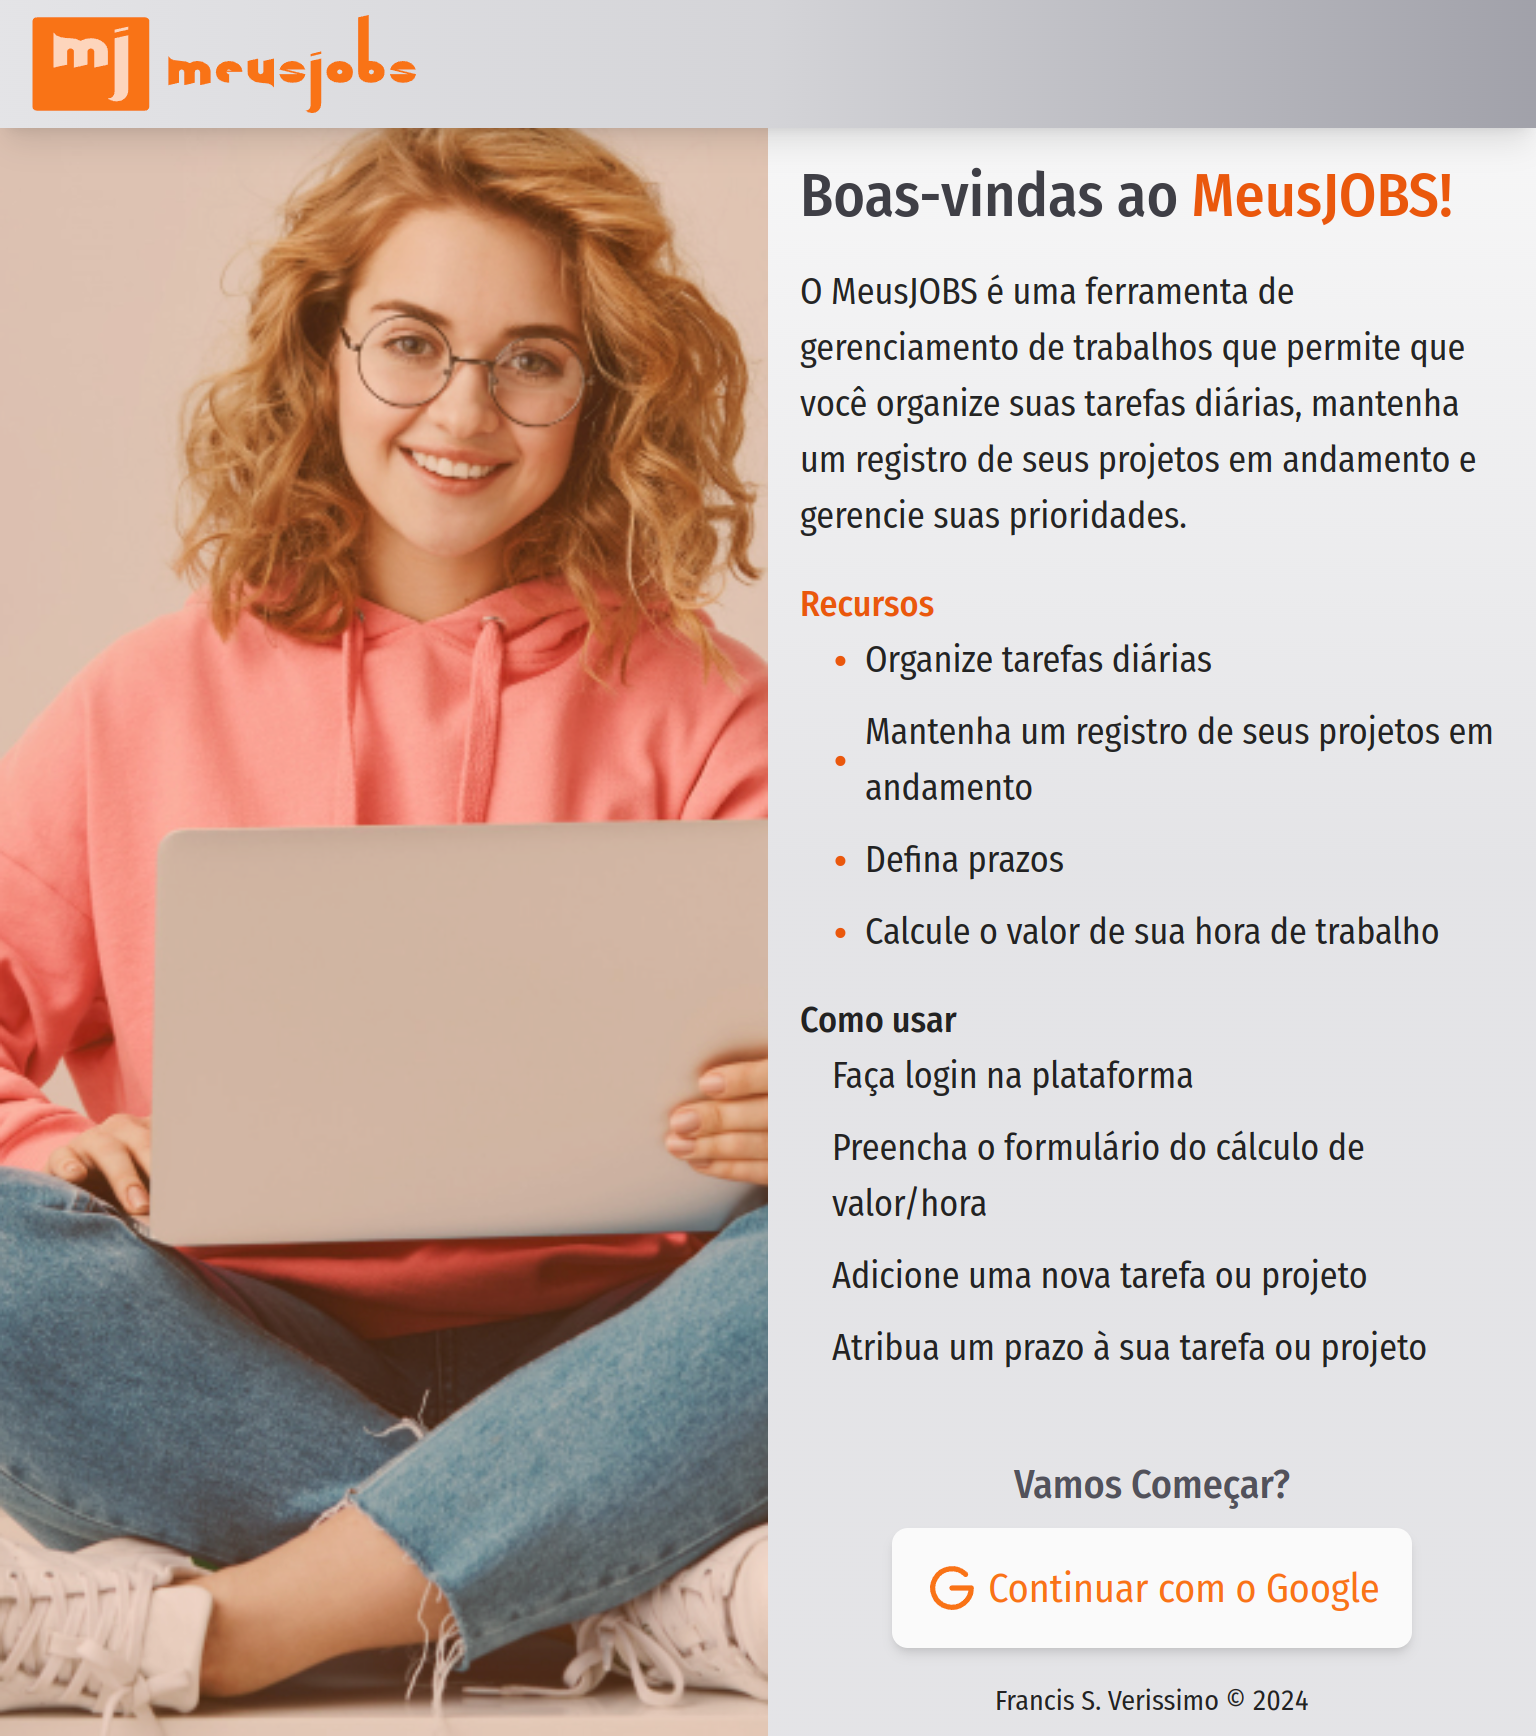 mj meusjobs
Boas-vindas ao MeusJOBS!
O MeusJOBS é uma ferramenta de
gerenciamento de trabalhos que permite que
você organize suas tarefas diárias, mantenha
um registro de seus projetos em andamento e
gerencie suas prioridades.
Recursos
• Organize tarefas diárias
• Mantenha um registro de seus projetos em
andamento
• Defina prazos
• Calcule o valor de sua hora de trabalho
Como usar
Faça login na plataforma
Preencha o formulário do cálculo de
valor/hora
Adicione uma nova tarefa ou projeto
Atribua um prazo à sua tarefa ou projeto
Vamos Começar?
G Continuar com o Google
Francis S. Verissimo © 2024